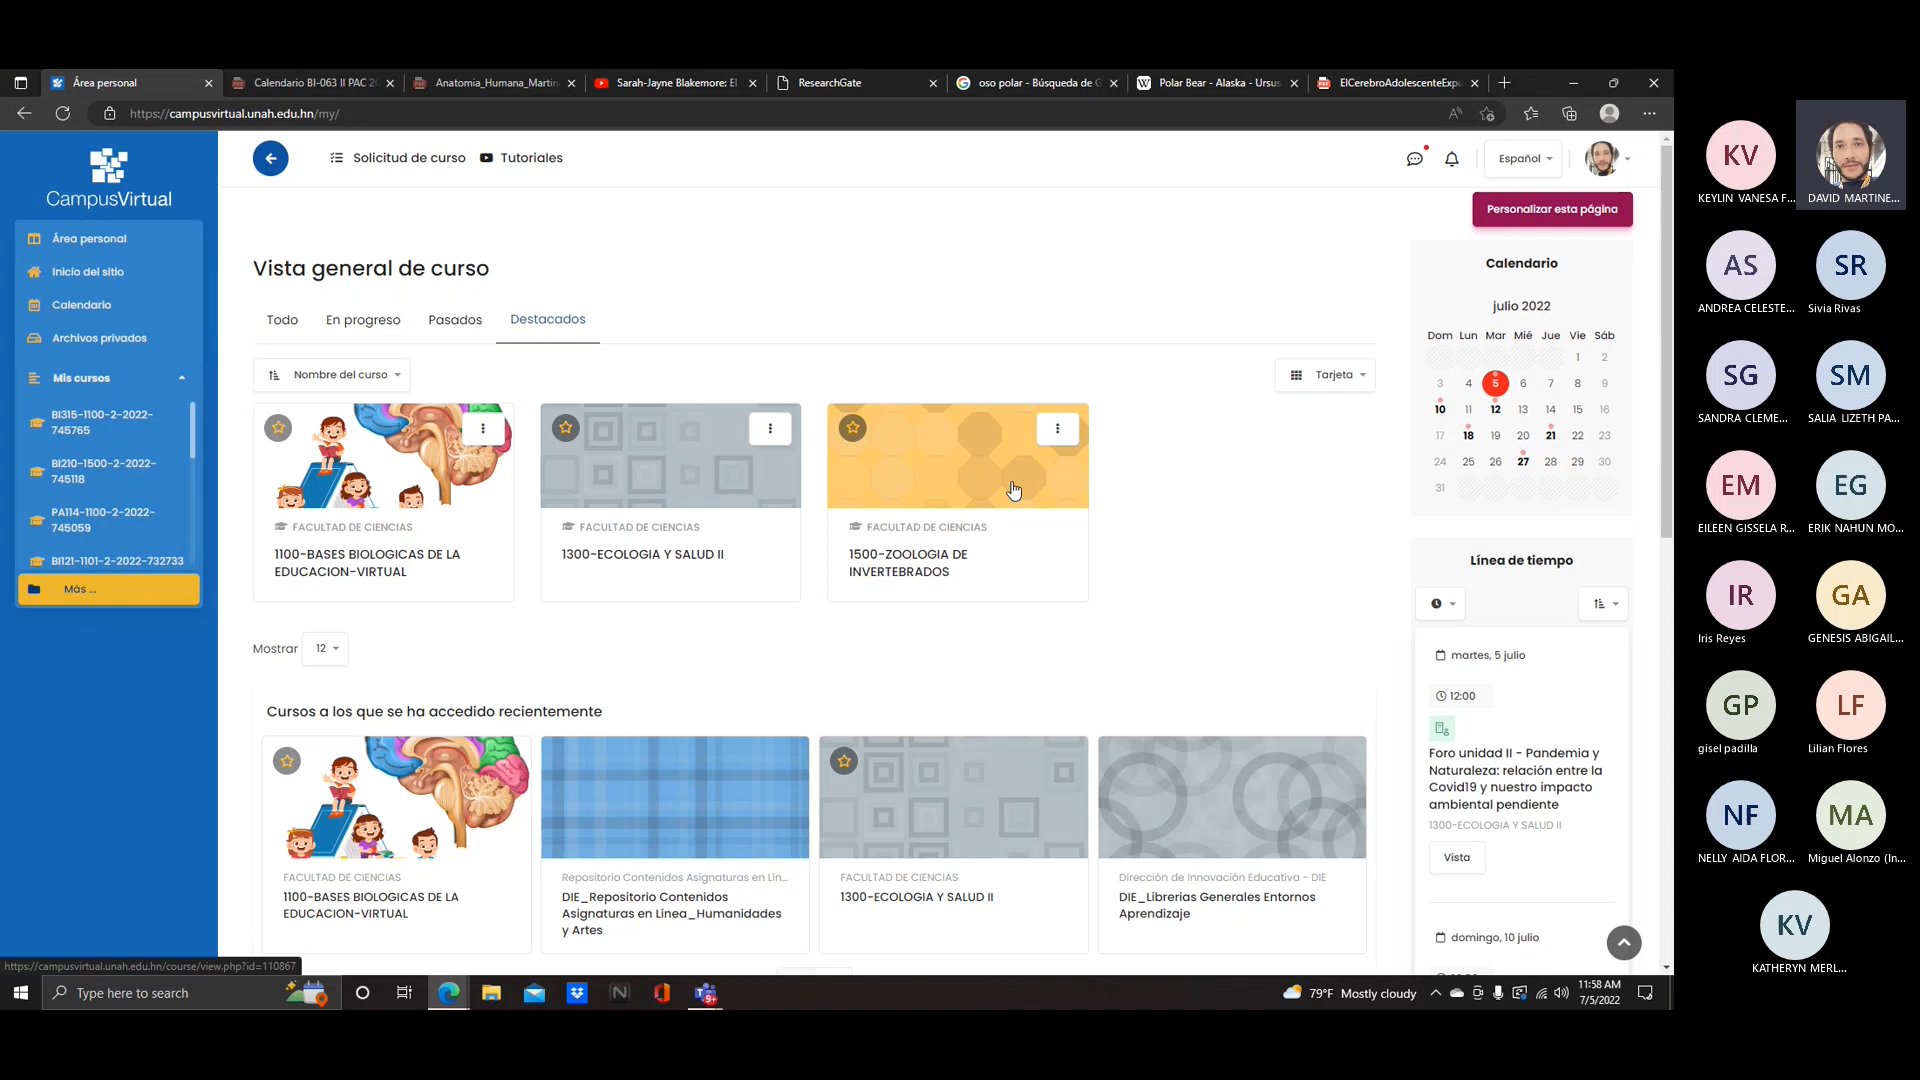 Área personal
Calendario BI-063 II PAC 2
Anatomia_Humana_Martin
Sarah-Jayne Blakemore: El
ResearchGate
oso polar - Búsqueda de G
Polar Bear - Alaska - Ursus
ElCerebroAdolescenteExpu
https://campusvirtual.unah.edu.hn/my/
CampusVirtual
Área personal
Inicio del sitio
Calendario
Archivos privados
Mis cursos
BI315-1100-2-2022-
745765
BI210-1500-2-2022-
745118
PA114-1100-2-2022-
745059
BI121-1101-2-2022-732733
Más ...
Solicitud de curso
Tutoriales
Español
Personalizar esta página
Vista general de curso
Todo
En progreso
Pasados
Destacados
Nombre del curso
Tarjeta
FACULTAD DE CIENCIAS
1100-BASES BIOLOGICAS DE LA
EDUCACION-VIRTUAL
FACULTAD DE CIENCIAS
1300-ECOLOGIA Y SALUD II
FACULTAD DE CIENCIAS
1500-ZOOLOGIA DE
INVERTEBRADOS
Mostrar 12
Cursos a los que se ha accedido recientemente
FACULTAD DE CIENCIAS
1100-BASES BIOLOGICAS DE LA
EDUCACION-VIRTUAL
Repositorio Contenidos Asignaturas en Lín...
DIE_Repositorio Contenidos
Asignaturas en Línea_Humanidades
y Artes
FACULTAD DE CIENCIAS
1300-ECOLOGIA Y SALUD II
Dirección de Innovación Educativa - DIE
DIE_Librerias Generales Entornos
Aprendizaje
Calendario
julio 2022
Dom Lun Mar Mié Jue Vie Sáb
1 2
3 4 5 6 7 8 9
10 11 12 13 14 15 16
17 18 19 20 21 22 23
24 25 26 27 28 29 30
31
Línea de tiempo
martes, 5 julio
12:00
Foro unidad II - Pandemia y
Naturaleza: relación entre la
Covid19 y nuestro impacto
ambiental pendiente
1300-ECOLOGIA Y SALUD II
Vista
domingo, 10 julio
https://campusvirtual.unah.edu.hn/course/view.php?id=110867
Type here to search
9+
79°F Mostly cloudy
11:58 AM
7/5/2022
KV
KEYLIN VANESA F...
DAVID MARTINE...
AS
ANDREA CELESTE...
SR
Sivia Rivas
SG
SANDRA CLEME...
SM
SALIA LIZETH PA...
EM
EILEEN GISSELA R...
EG
ERIK NAHUN MO...
IR
Iris Reyes
GA
GENESIS ABIGAIL...
GP
gisel padilla
LF
Lilian Flores
NF
NELLY AIDA FLOR...
MA
Miguel Alonzo (In...
KV
KATHERYN MERL...